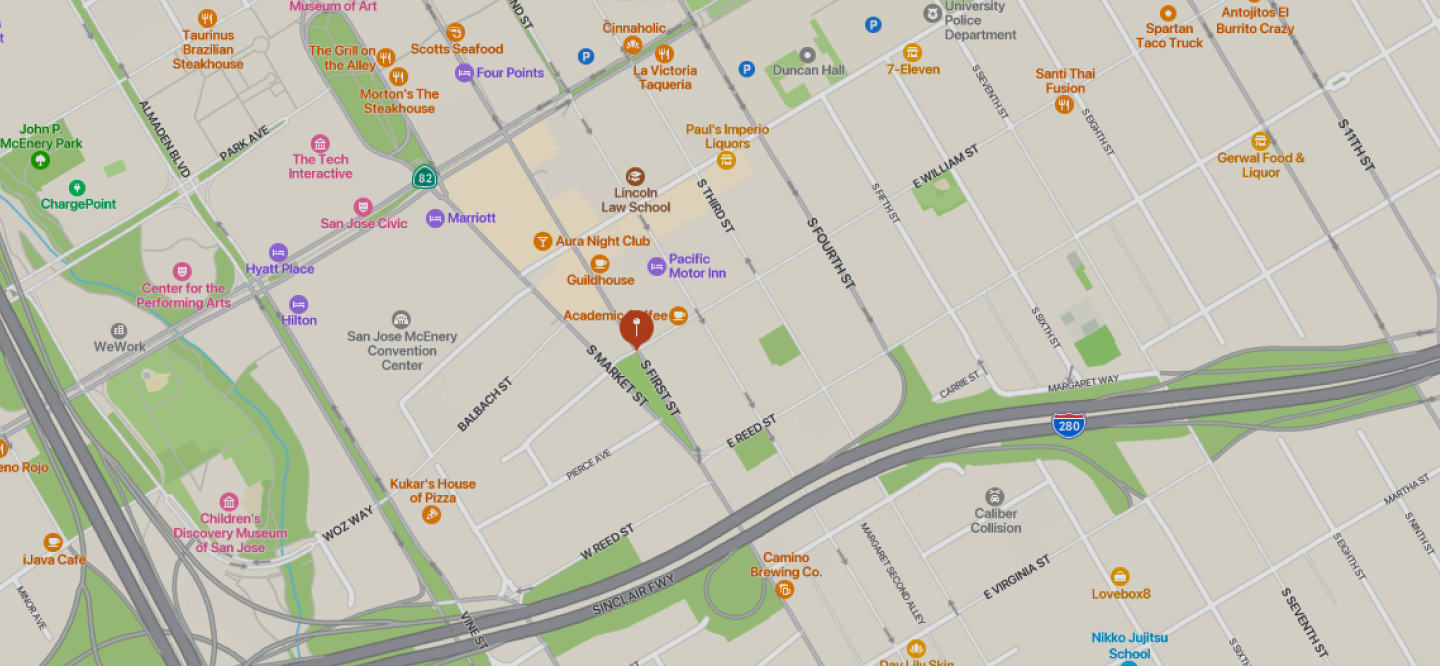 Museum of Art
ND ST
Taurinus
Brazilian
Steakhouse
The Grill on
the Alley
Scotts Seafood
Four Points
Morton's The
Steakhouse
Cinnaholic
La Victoria
Taqueria
P
P
P
Duncan Hall
University
Police
Department
7-Eleven
Spartan
Taco Truck
Antojitos El
Burrito Crazy
Santi Thai
Fusion
S SEVENTH ST
S EIGHTH ST
S 11TH ST
Gerwal Food &
Liquor
ALMADEN BLVD
PARK AVE
John P.
McEnery Park
ChargePoint
The Tech
Interactive
82
San Jose Civic
Marriott
Paul's Imperio
Liquors
Lincoln
Law School
S THIRD ST
S FOURTH ST
S FIFTH ST
E WILLIAM ST
Aura Night Club
Guildhouse
Pacific
Motor Inn
Hyatt Place
Center for the
Performing Arts
Hilton
WeWork
San Jose McEnery
Convention
Center
Academic Coffee
S MARKET ST
S FIRST ST
S SIXTH ST
CARRIE ST
MARGARET WAY
280
BALBACH ST
E REED ST
PIERCE AVE
eno Rojo
Kukar's House
of Pizza
Children's
Discovery Museum
of San Jose
WOZ WAY
iJava Cafe
MINOR AVE
W REED ST
SINCLAIR FWY
VINE ST
Camino
Brewing Co.
Caliber
Collision
MARGARET SECOND ALLEY
E VIRGINIA ST
Lovebox8
MARTHA ST
S NINTH ST
S EIGHTH ST
S SEVENTH ST
S SIXTH
Nikko Jujitsu
School
Day Lily Skin